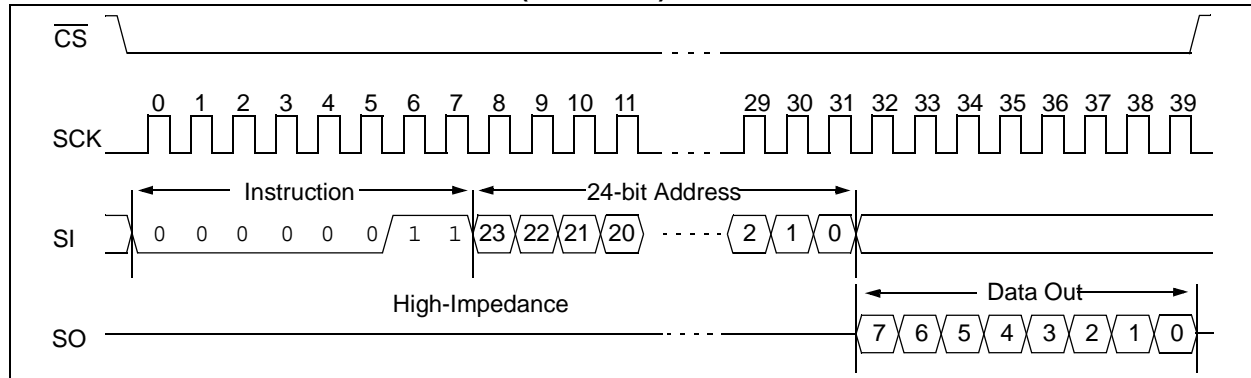 CS
0 1 2 3 4 5 6 7 8 9 10 11 29 30 31 32 33 34 35 36 37 38 39
SCK
Instruction 24-bit Address
SI 0 0 0 0 0 0 1 1 23 22 21 20 2 1 0
High-Impedance Data Out
SO 7 6 5 4 3 2 1 0